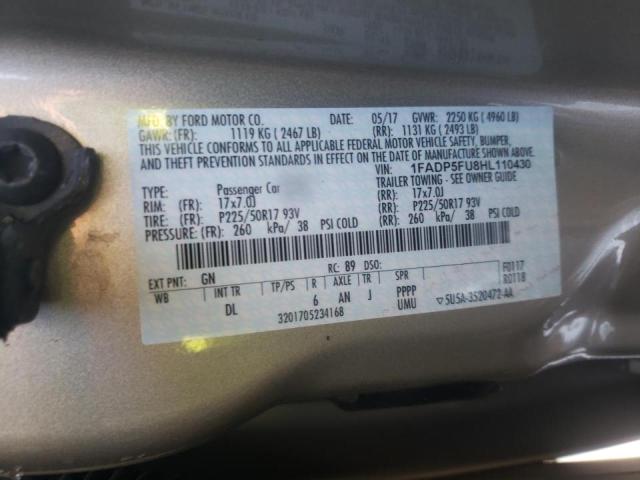 MFD. BY FORD MOTOR CO. DATE: 05/17 GVWR: 2250 KG ( 4960 LB)
GAWR: (FR): 1119 KG ( 2467 LB) (RR): 1131 KG ( 2493 LB)
THIS VEHICLE CONFORMS TO ALL APPLICABLE FEDERAL MOTOR VEHICLE SAFETY, BUMPER,
AND THEFT PREVENTION STANDARDS IN EFFECT ON THE DATE OF MANUFACTURE SHOWN ABOVE.
VIN: 1FADP5FU8HL110430
TYPE: Passenger Car TRAILER TOWING - SEE OWNER GUIDE
RIM: (FR) 17x7.0J (RR): 17x7.0J
TIRE: (FR) P225/50R17 93V (RR): P225/50R17 93V
PRESSURE: (FR) 260 kPa/ 38 PSI COLD (RR): 260 kPa/ 38 PSI COLD
EXT PNT: GN RC: 89 DSO: F0117
WB INT TR TP/PS R AXLE TR SPR R0118
DL 6 AN J PPPP
UMU
3201705234168 ▽ 5U5A-3520472-AA